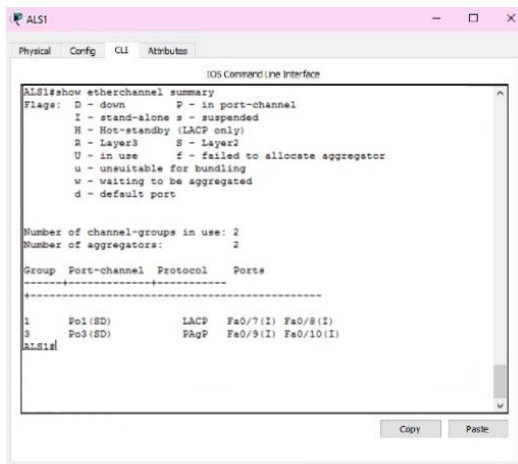 ALS1
Physical Config CLI Attributes
IOS Command Line Interface
ALS1#show etherchannel summary
Flags:  D - down        P - in port-channel
        I - stand-alone s - suspended
        H - Hot-standby (LACP only)
        R - Layer3      S - Layer2
        U - in use      f - failed to allocate aggregator
        u - unsuitable for bundling
        w - waiting to be aggregated
        d - default port
Number of channel-groups in use: 2
Number of aggregators:           2
Group  Port-channel  Protocol    Ports
------+-------------+-----------
+----------------------------------------------
1      Po1(SD)           LACP   Fa0/7(I) Fa0/8(I)
3      Po3(SD)           PAgP   Fa0/9(I) Fa0/10(I)
ALS1#
Copy Paste